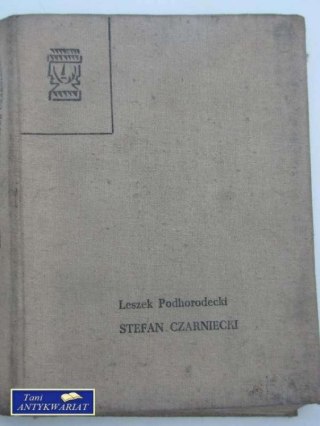 Leszek Podhorodecki
STEFAN CZARNIECKI
Tani
ANTYKWARIAT